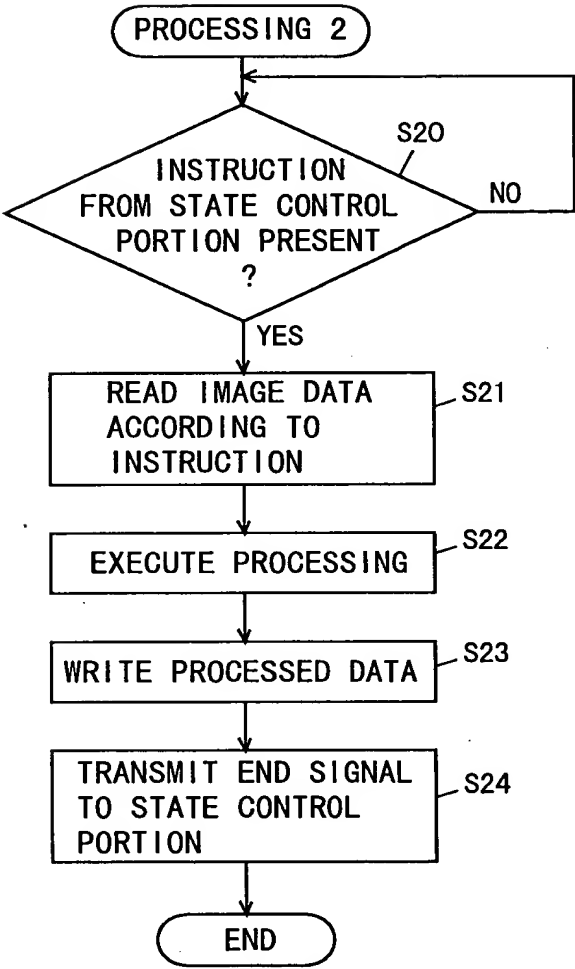 PROCESSING 2
S20
INSTRUCTION
FROM STATE CONTROL
PORTION PRESENT
?
NO
YES
READ IMAGE DATA
ACCORDING TO
INSTRUCTION
S21
EXECUTE PROCESSING
S22
WRITE PROCESSED DATA
S23
TRANSMIT END SIGNAL
TO STATE CONTROL
PORTION
S24
END